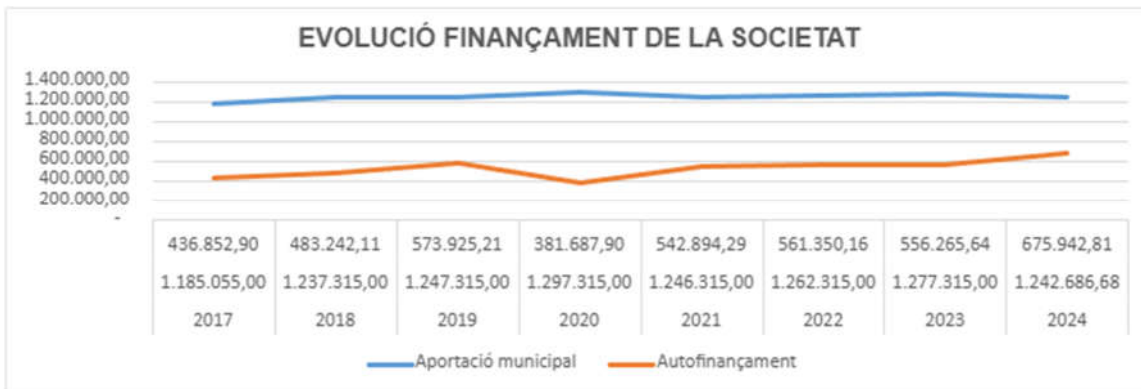 EVOLUCIÓ FINANÇAMENT DE LA SOCIETAT
1.400.000,00
1.200.000,00
1.000.000,00
800.000,00
600.000,00
400.000,00
200.000,00
-
436.852,90 483.242,11 573.925,21 381.687,90 542.894,29 561.350,16 556.265,64 675.942,81
1.185.055,00 1.237.315,00 1.247.315,00 1.297.315,00 1.246.315,00 1.262.315,00 1.277.315,00 1.242.686,68
2017 2018 2019 2020 2021 2022 2023 2024
Aportació municipal Autofinançament